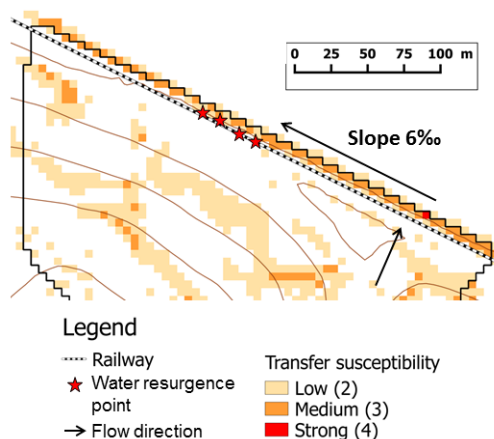 0 25 50 75 100 m
Slope 6‰
Legend
Railway
Water resurgence
point
Flow direction
Transfer susceptibility
Low (2)
Medium (3)
Strong (4)